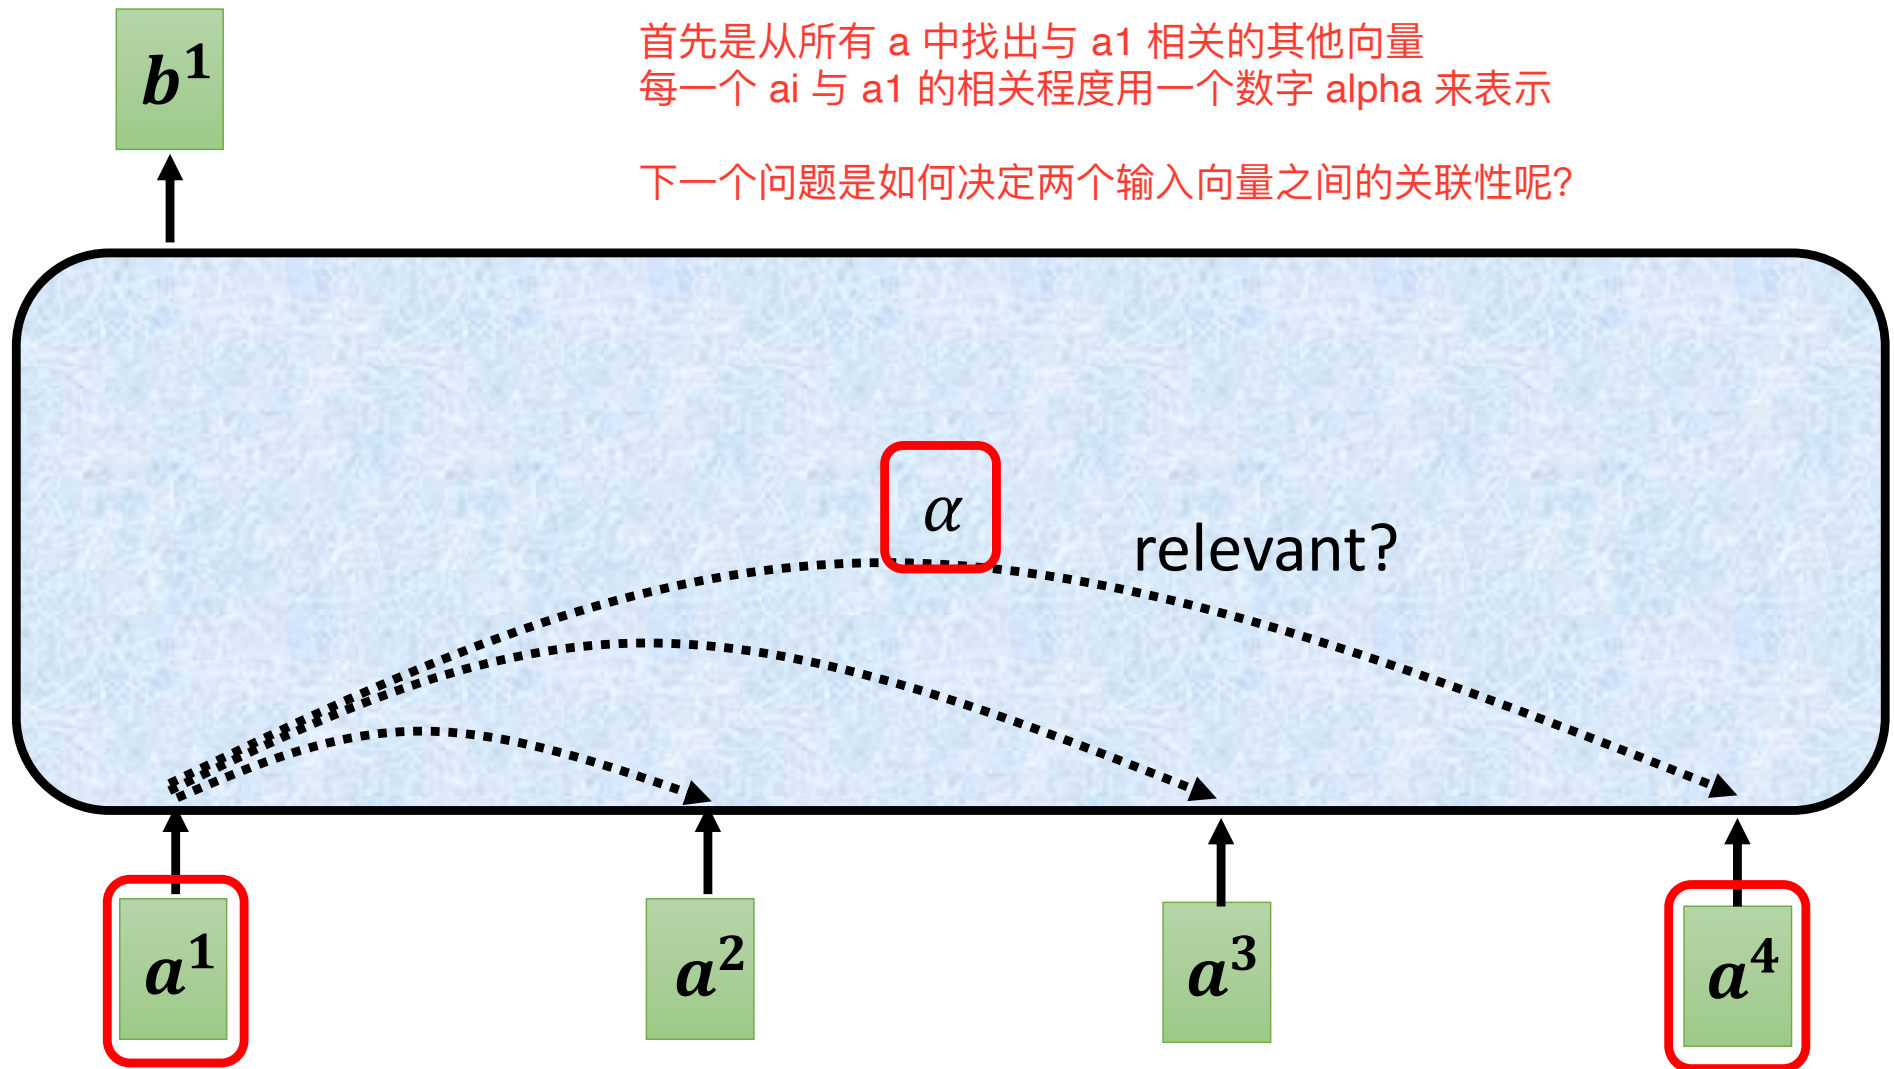 b¹
首先是从所有 a 中找出与 a1 相关的其他向量
每一个 ai 与 a1 的相关程度用一个数字 alpha 来表示
下一个问题是如何决定两个输入向量之间的关联性呢?
α
relevant?
a¹ a² a³ a⁴